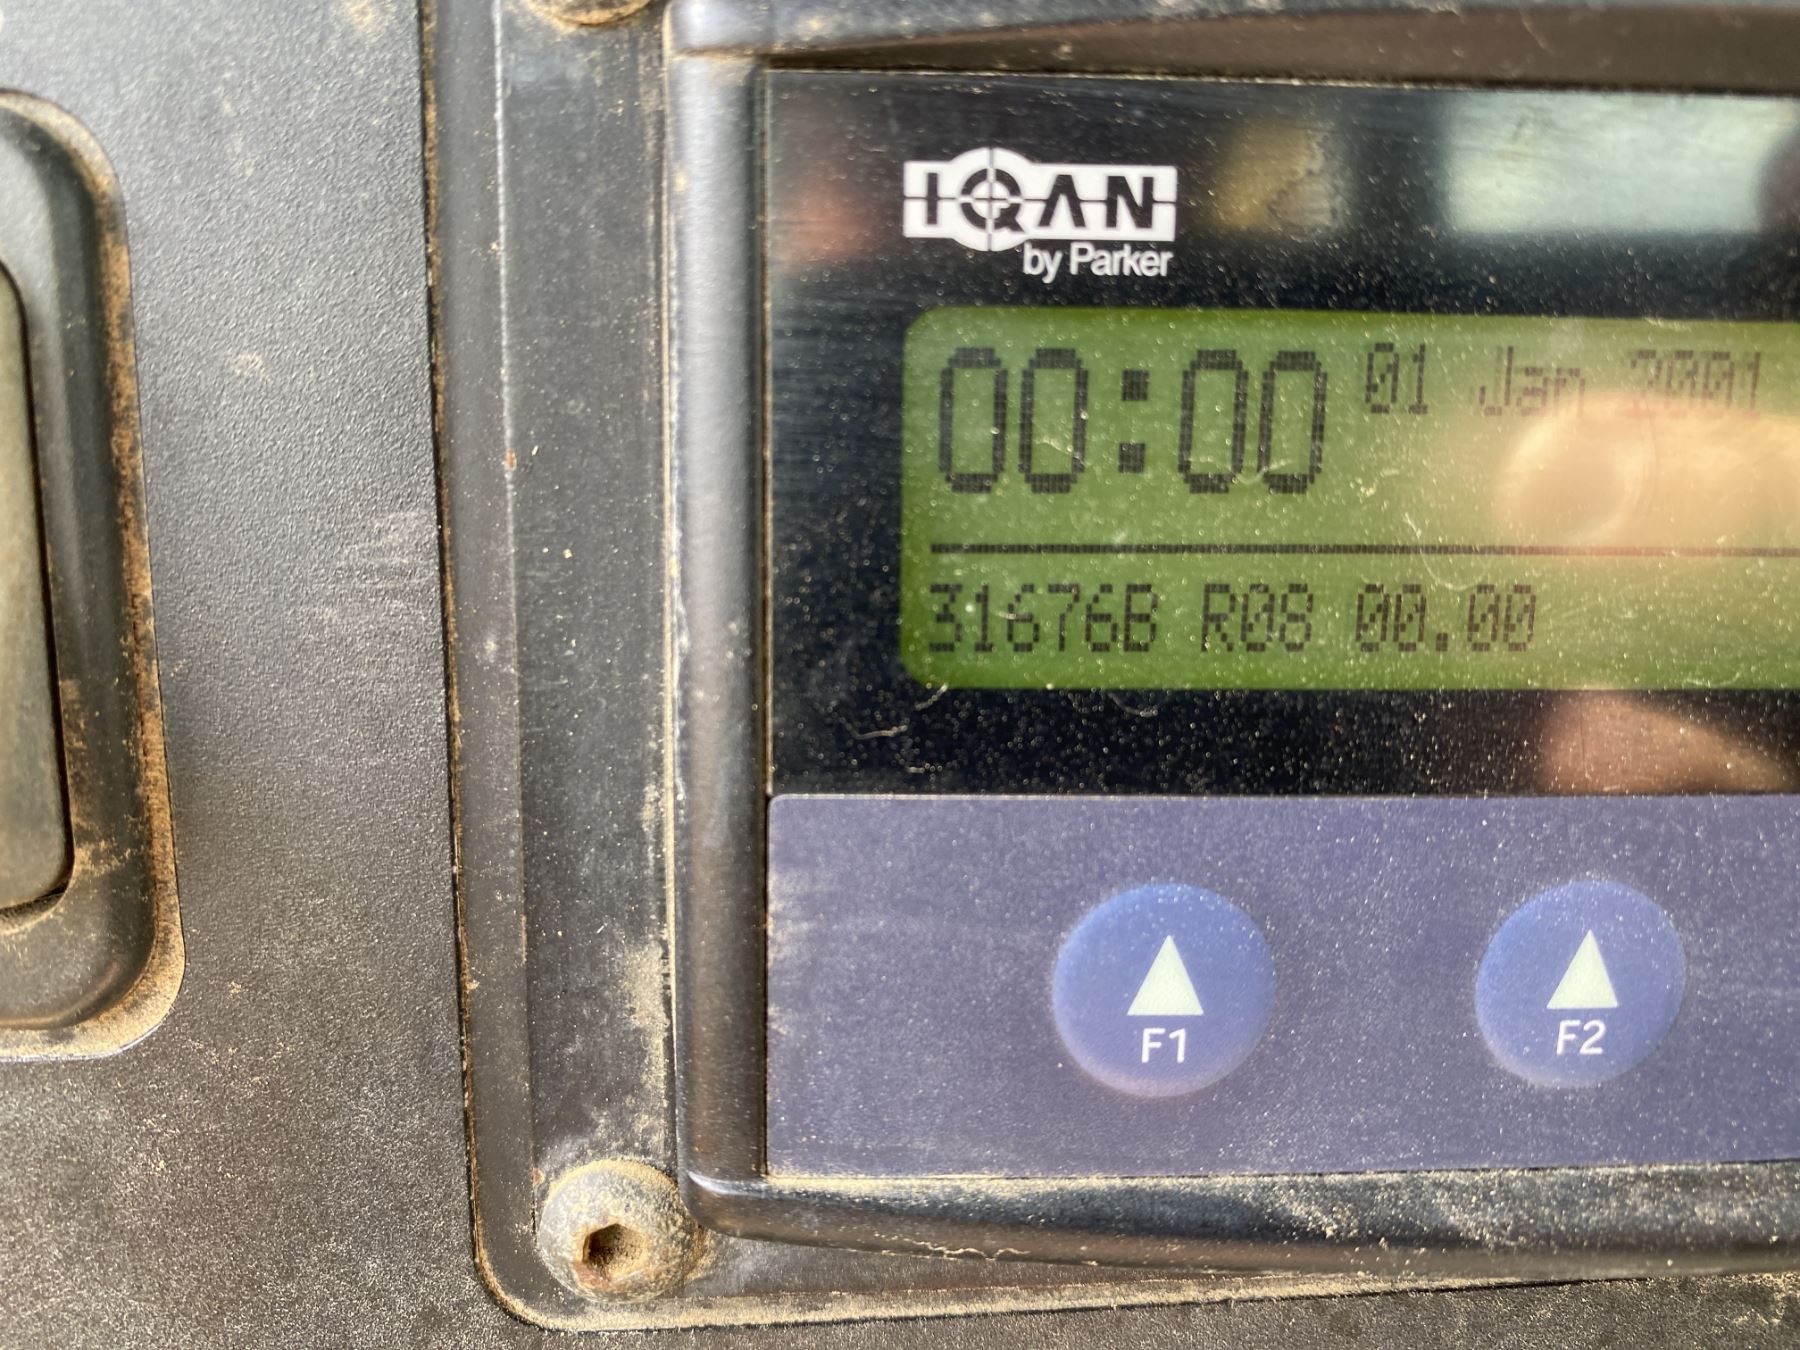 IQAN
by Parker
00:00 01 Jan 2001
31676B R08 00.00
F1 F2